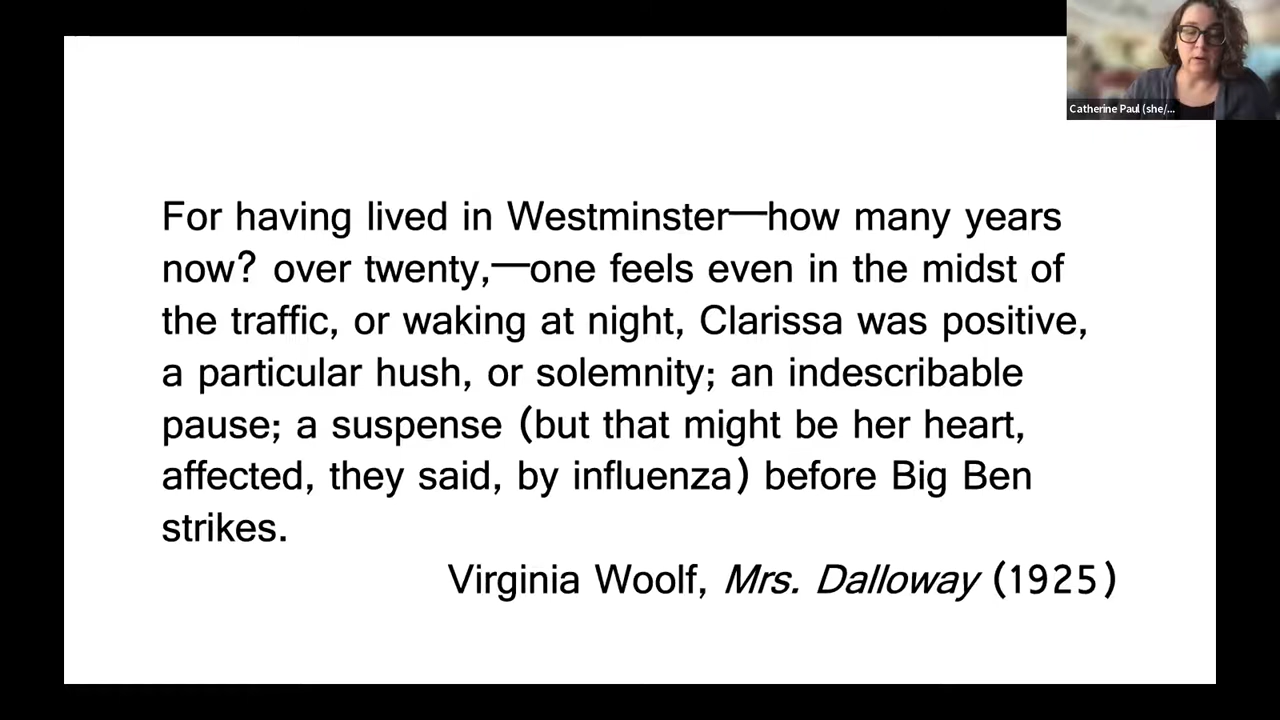 Catherine Paul (she/...
For having lived in Westminster—how many years
now? over twenty,—one feels even in the midst of
the traffic, or waking at night, Clarissa was positive,
a particular hush, or solemnity; an indescribable
pause; a suspense (but that might be her heart,
affected, they said, by influenza) before Big Ben
strikes.
Virginia Woolf, Mrs. Dalloway (1925)